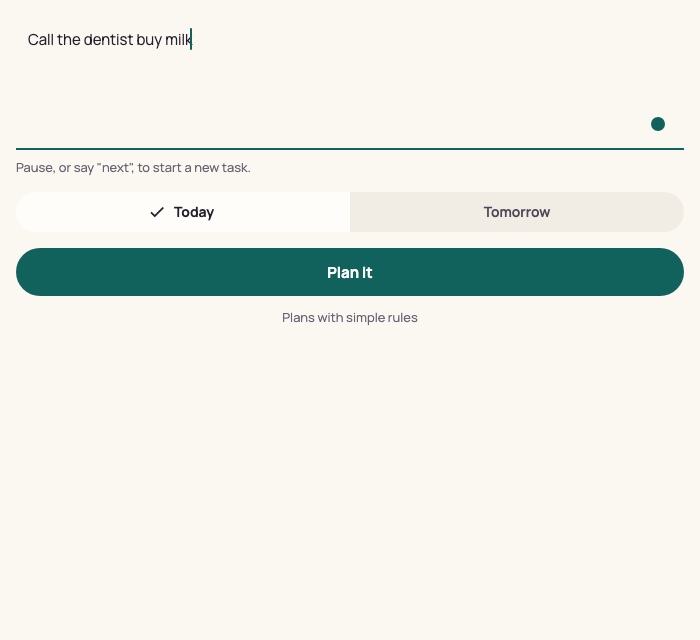 Call the dentist buy milk
Pause, or say "next", to start a new task.
Today
Tomorrow
Plan it
Plans with simple rules